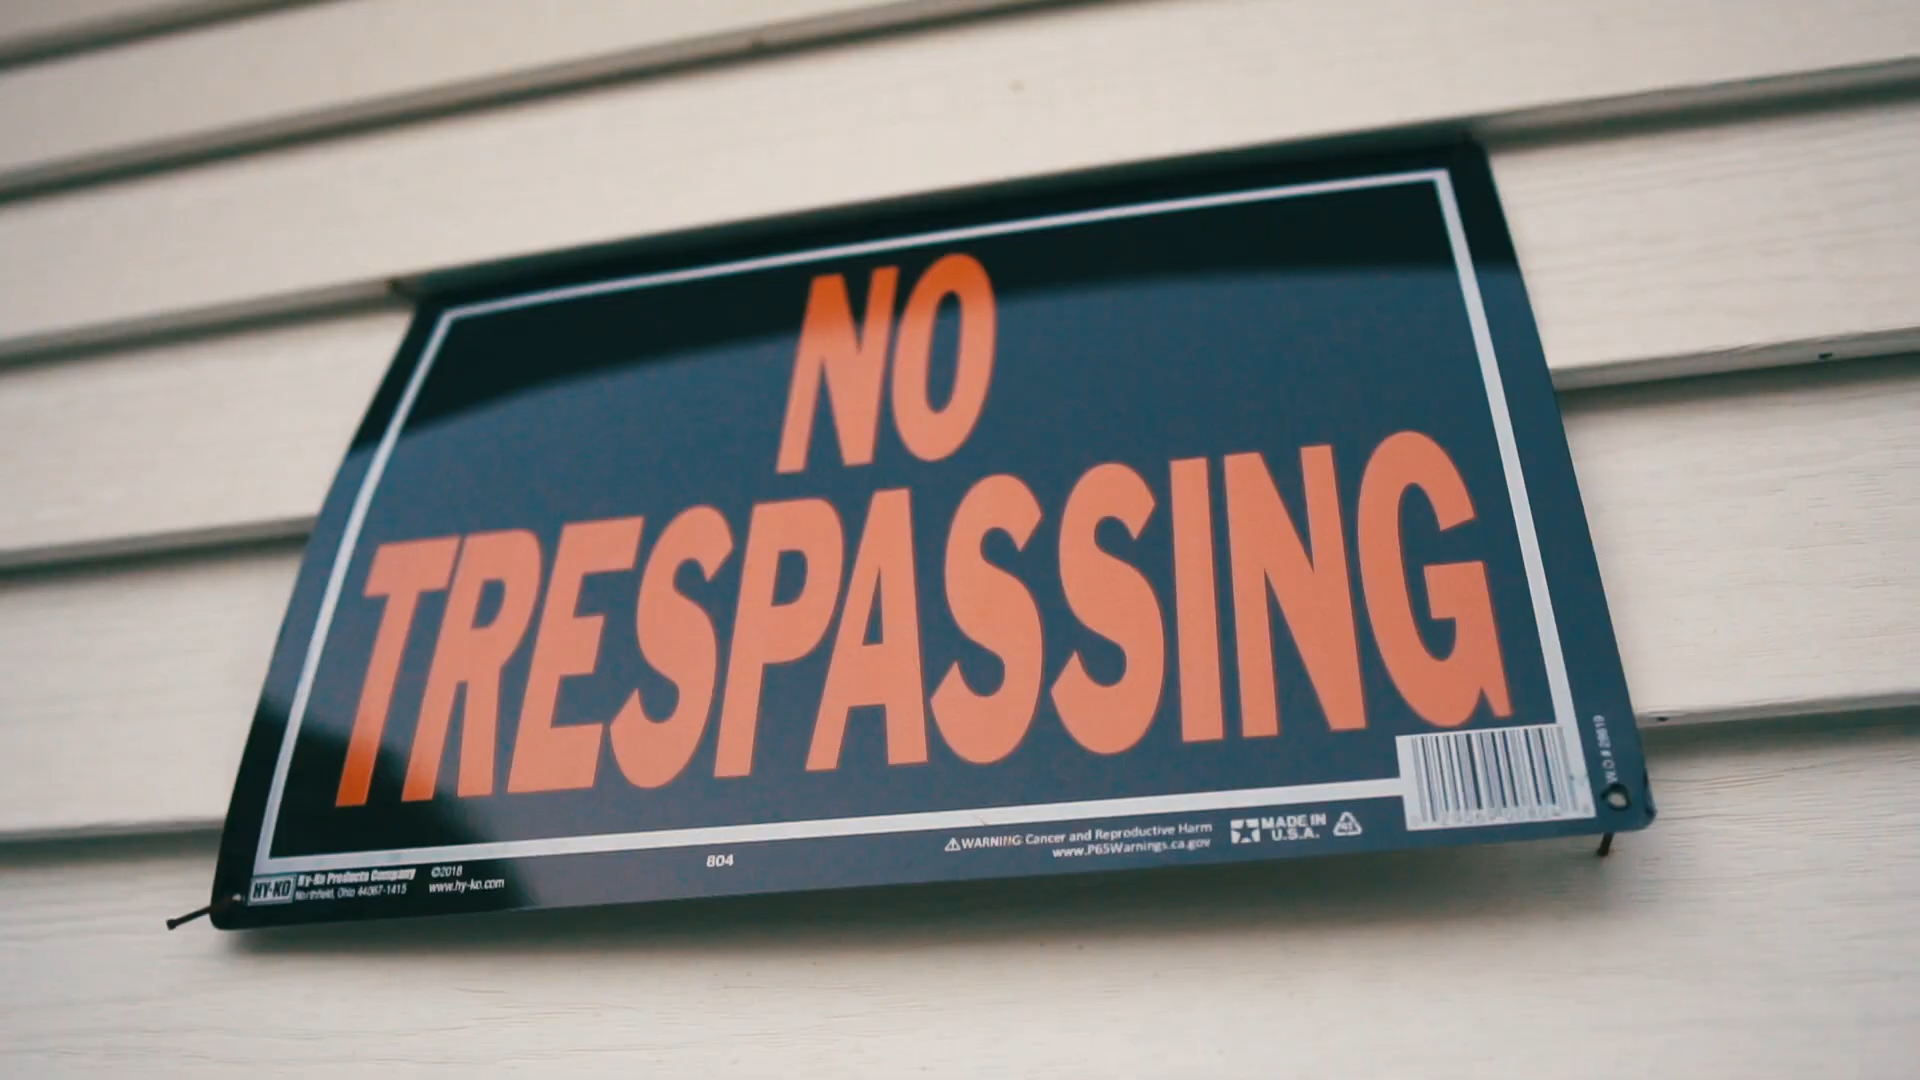 NO
TRESPASSING
W.O # 28619
⚠WARNING: Cancer and Reproductive Harm
www.P65Warnings.ca.gov
MADE IN
U.S.A.
804
HY-KO
Hy-Ko Products Company
Northfield, Ohio 44067-1415
©2018
www.hy-ko.com